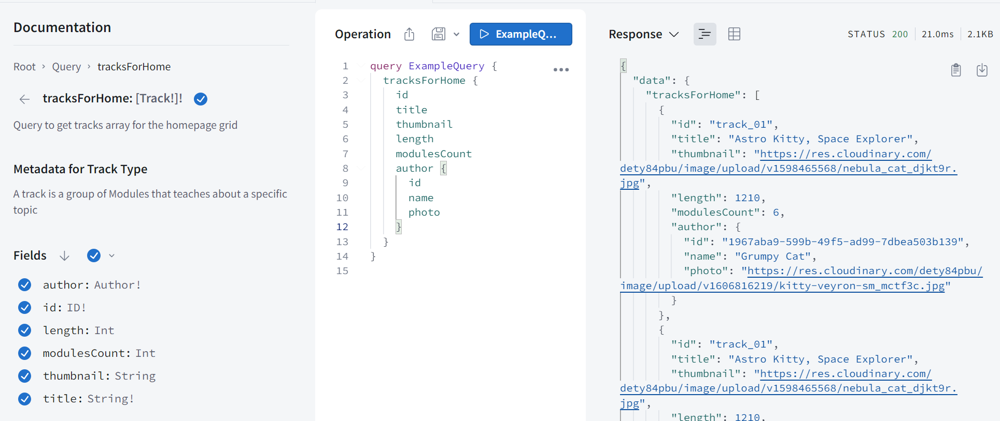 Documentation
Root › Query › tracksForHome
tracksForHome: [Track!]!
Query to get tracks array for the homepage grid
Metadata for Track Type
A track is a group of Modules that teaches about a specific
topic
Fields
author: Author!
id: ID!
length: Int
modulesCount: Int
thumbnail: String
title: String!
Operation
ExampleQ...
1 query ExampleQuery {
2 tracksForHome {
3 id
4 title
5 thumbnail
6 length
7 modulesCount
8 author {
9 id
10 name
11 photo
12 }
13 }
14 }
15
Response
STATUS 200 21.0ms 2.1KB
{
"data": {
"tracksForHome": [
{
"id": "track_01",
"title": "Astro Kitty, Space Explorer",
"thumbnail": "https://res.cloudinary.com/
dety84pbu/image/upload/v1598465568/nebula_cat_djkt9r.
jpg",
"length": 1210,
"modulesCount": 6,
"author": {
"id": "1967aba9-599b-49f5-ad99-7dbea503b139",
"name": "Grumpy Cat",
"photo": "https://res.cloudinary.com/dety84pbu/
image/upload/v1606816219/kitty-veyron-sm_mctf3c.jpg"
}
},
{
"id": "track_01",
"title": "Astro Kitty, Space Explorer",
"thumbnail": "https://res.cloudinary.com/
dety84pbu/image/upload/v1598465568/nebula_cat_djkt9r.
jpg",
"length": 1210,